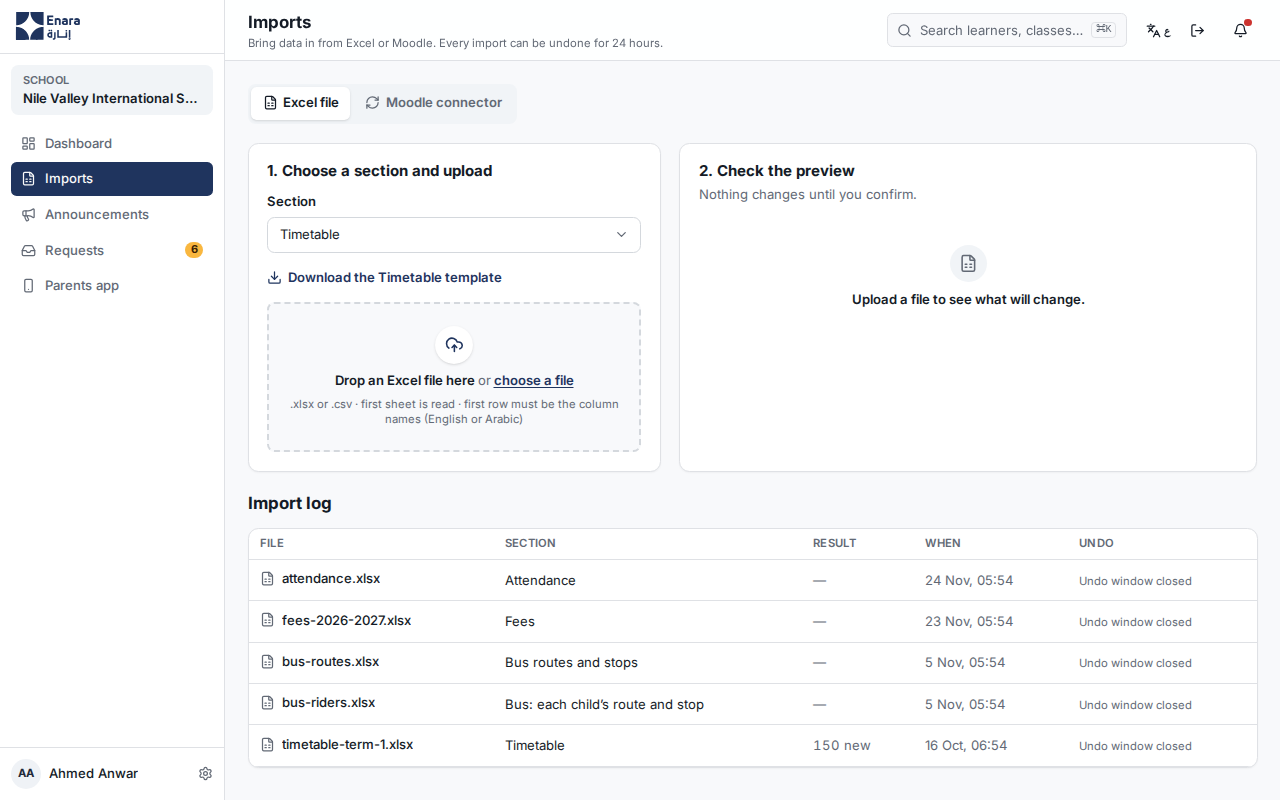 Enara
إنارة
SCHOOL
Nile Valley International S...
Dashboard
Imports
Announcements
Requests
6
Parents app
AA
Ahmed Anwar
Imports
Bring data in from Excel or Moodle. Every import can be undone for 24 hours.
Search learners, classes...
⌘K
ع
Excel file
Moodle connector
1. Choose a section and upload
Section
Timetable
Download the Timetable template
Drop an Excel file here or choose a file
.xlsx or .csv · first sheet is read · first row must be the column
names (English or Arabic)
2. Check the preview
Nothing changes until you confirm.
Upload a file to see what will change.
Import log
FILE SECTION RESULT WHEN UNDO
attendance.xlsx Attendance — 24 Nov, 05:54 Undo window closed
fees-2026-2027.xlsx Fees — 23 Nov, 05:54 Undo window closed
bus-routes.xlsx Bus routes and stops — 5 Nov, 05:54 Undo window closed
bus-riders.xlsx Bus: each child’s route and stop — 5 Nov, 05:54 Undo window closed
timetable-term-1.xlsx Timetable 150 new 16 Oct, 06:54 Undo window closed